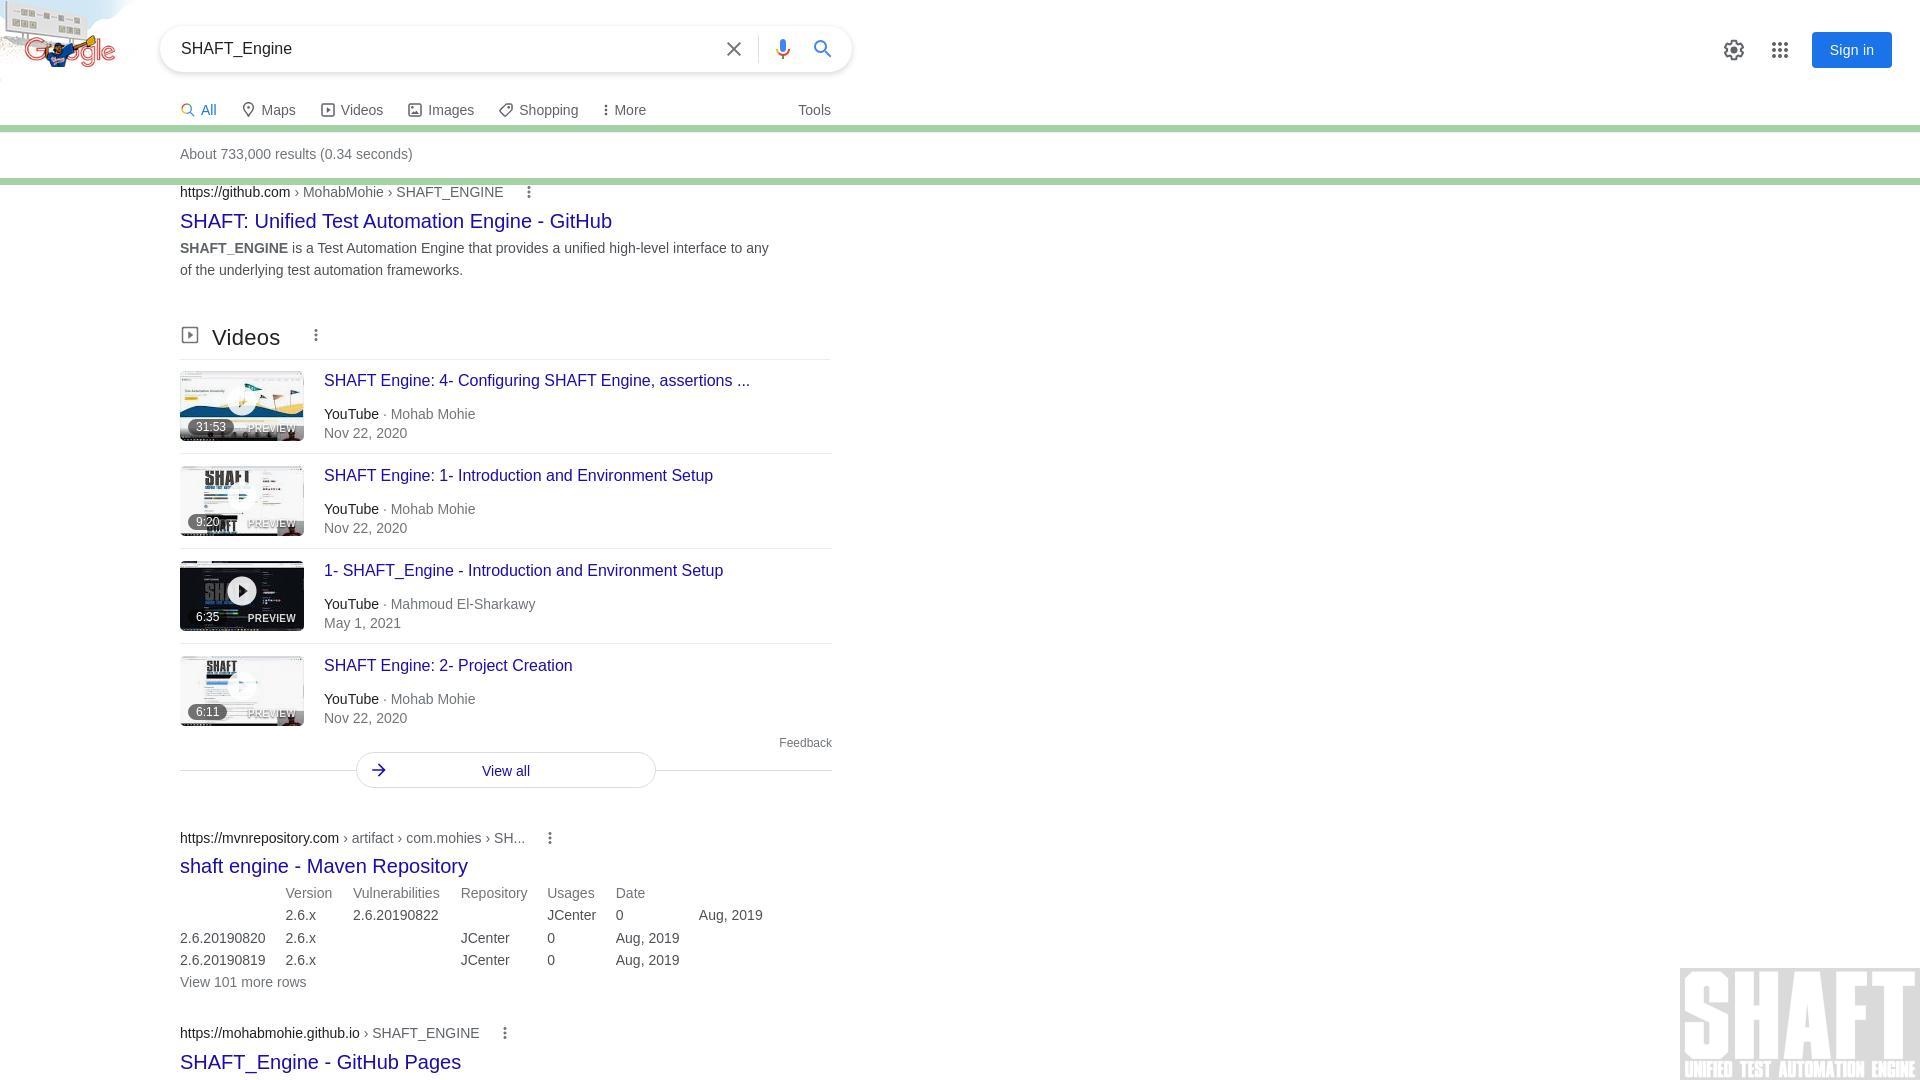 Google
SHAFT_Engine
Sign in
All
Maps
Videos
Images
Shopping
More
Tools
About 733,000 results (0.34 seconds)
https://github.com › MohabMohie › SHAFT_ENGINE
SHAFT: Unified Test Automation Engine - GitHub
SHAFT_ENGINE is a Test Automation Engine that provides a unified high-level interface to any
of the underlying test automation frameworks.
Videos
SHAFT Engine: 4- Configuring SHAFT Engine, assertions ...
31:53
PREVIEW
YouTube · Mohab Mohie
Nov 22, 2020
SHAFT
SHAFT Engine: 1- Introduction and Environment Setup
9:20
PREVIEW
YouTube · Mohab Mohie
Nov 22, 2020
1- SHAFT_Engine - Introduction and Environment Setup
6:35
PREVIEW
YouTube · Mahmoud El-Sharkawy
May 1, 2021
SHAFT
SHAFT Engine: 2- Project Creation
6:11
PREVIEW
YouTube · Mohab Mohie
Nov 22, 2020
Feedback
View all
https://mvnrepository.com › artifact › com.mohies › SH...
shaft engine - Maven Repository
Version Vulnerabilities Repository Usages Date
2.6.x 2.6.20190822 JCenter 0 Aug, 2019
2.6.20190820 2.6.x JCenter 0 Aug, 2019
2.6.20190819 2.6.x JCenter 0 Aug, 2019
View 101 more rows
https://mohabmohie.github.io › SHAFT_ENGINE
SHAFT_Engine - GitHub Pages
SHAFT
UNIFIED TEST AUTOMATION ENGINE